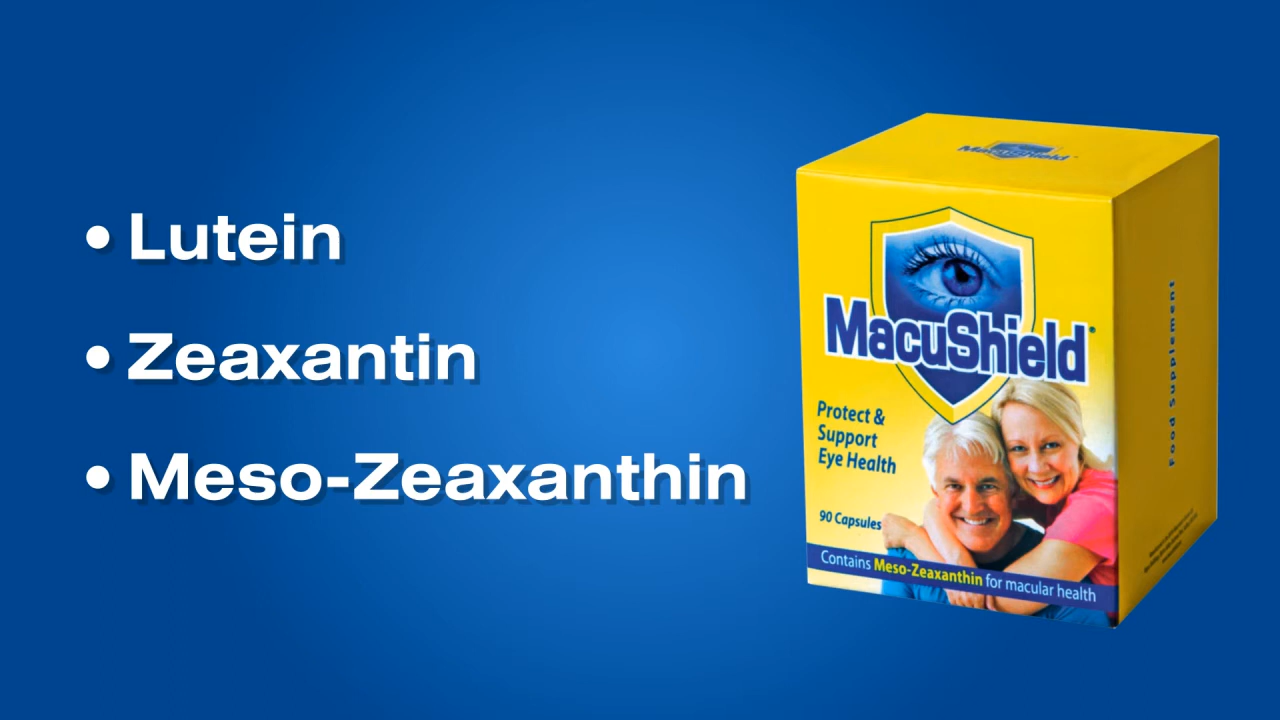 • Lutein
• Zeaxantin
• Meso-Zeaxanthin
MacuShield
MacuShield
Protect &
Support
Eye Health
90 Capsules
Contains Meso-Zeaxanthin for macular health
Food Supplement